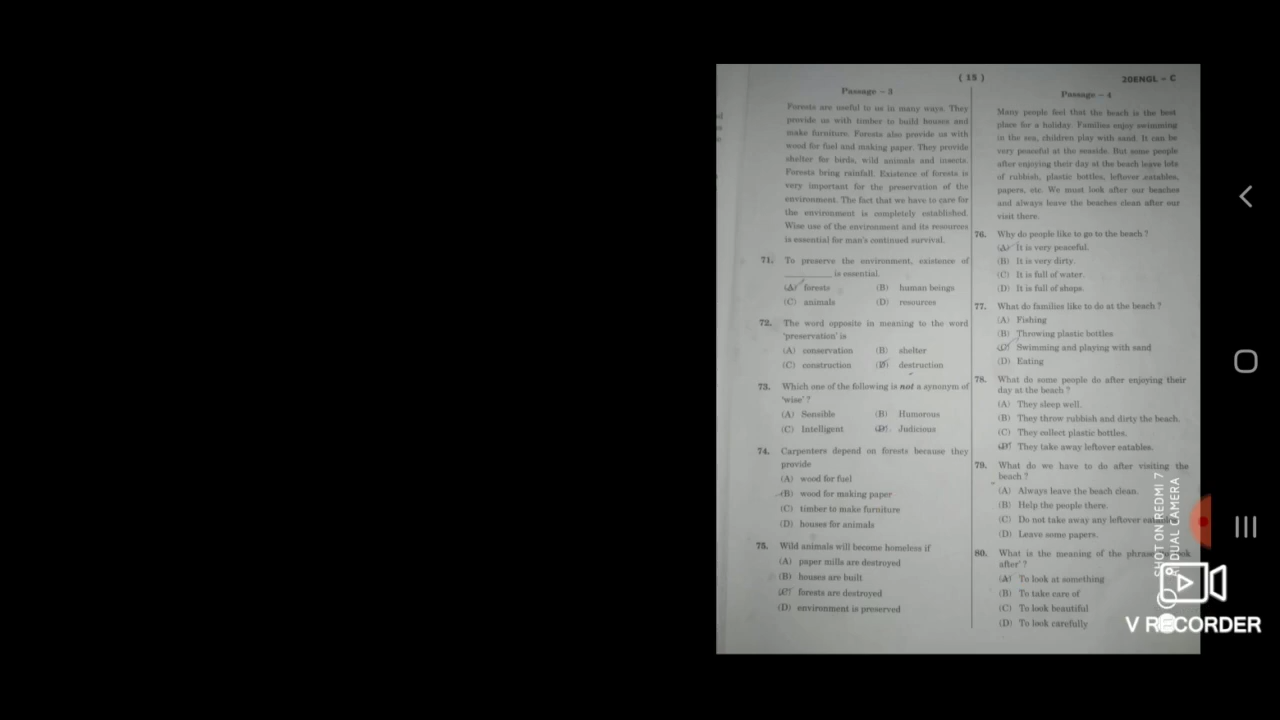 ( 15 )
20ENGL – C
Passage – 3
Forests are useful to us in many ways. They
provide us with timber to build houses and
make furniture. Forests also provide us with
wood for fuel and making paper. They provide
shelter for birds, wild animals and insects.
Forests bring rainfall. Existence of forests is
very important for the preservation of the
environment. The fact that we have to care for
the environment is completely established.
Wise use of the environment and its resources
is essential for man's continued survival.
71. To preserve the environment, existence of
________ is essential.
(A) forests (B) human beings
(C) animals (D) resources
72. The word opposite in meaning to the word
'preservation' is
(A) conservation (B) shelter
(C) construction (D) destruction
73. Which one of the following is not a synonym of
'wise' ?
(A) Sensible (B) Humorous
(C) Intelligent (D) Judicious
74. Carpenters depend on forests because they
provide
(A) wood for fuel
(B) wood for making paper
(C) timber to make furniture
(D) houses for animals
75. Wild animals will become homeless if
(A) paper mills are destroyed
(B) houses are built
(C) forests are destroyed
(D) environment is preserved
Passage – 4
Many people feel that the beach is the best
place for a holiday. Families enjoy swimming
in the sea, children play with sand. It can be
very peaceful at the seaside. But some people
after enjoying their day at the beach leave lots
of rubbish, plastic bottles, leftover eatables,
papers, etc. We must look after our beaches
and always leave the beaches clean after our
visit there.
76. Why do people like to go to the beach ?
(A) It is very peaceful.
(B) It is very dirty.
(C) It is full of water.
(D) It is full of shops.
77. What do families like to do at the beach ?
(A) Fishing
(B) Throwing plastic bottles
(C) Swimming and playing with sand
(D) Eating
78. What do some people do after enjoying their
day at the beach ?
(A) They sleep well.
(B) They throw rubbish and dirty the beach.
(C) They collect plastic bottles.
(D) They take away leftover eatables.
79. What do we have to do after visiting the
beach ?
(A) Always leave the beach clean.
(B) Help the people there.
(C) Do not take away any leftover
(D) Leave some papers.
80. What is the meaning of the phrase
after' ?
(A) To look at something
(B) To take care of
(C) To look beautiful
(D) To look carefully
SHOT ON REDMI 7
AI DUAL CAMERA
V RECORDER